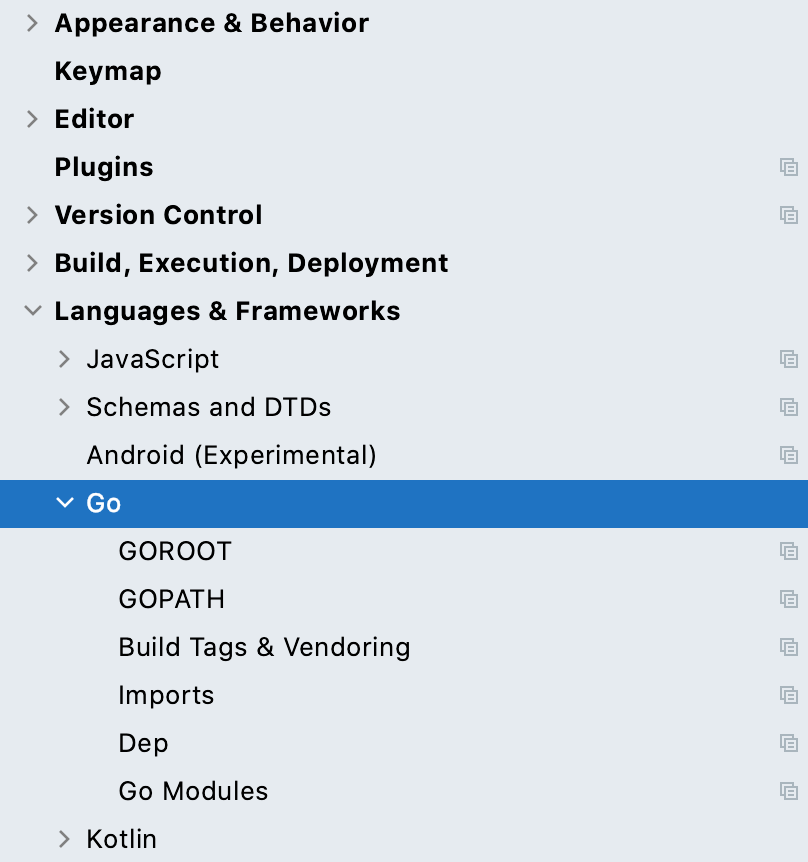 Appearance & Behavior
Keymap
Editor
Plugins
Version Control
Build, Execution, Deployment
Languages & Frameworks
JavaScript
Schemas and DTDs
Android (Experimental)
Go
GOROOT
GOPATH
Build Tags & Vendoring
Imports
Dep
Go Modules
Kotlin